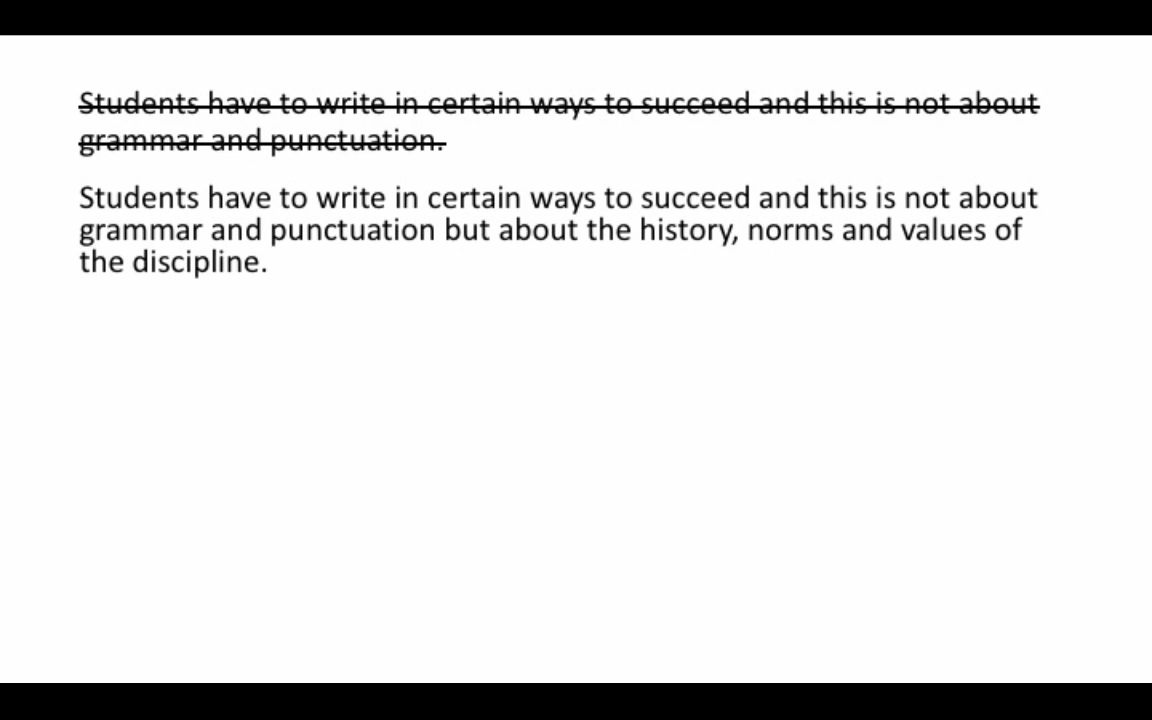 Students have to write in certain ways to succeed and this is not about
grammar and punctuation.
Students have to write in certain ways to succeed and this is not about
grammar and punctuation but about the history, norms and values of
the discipline.